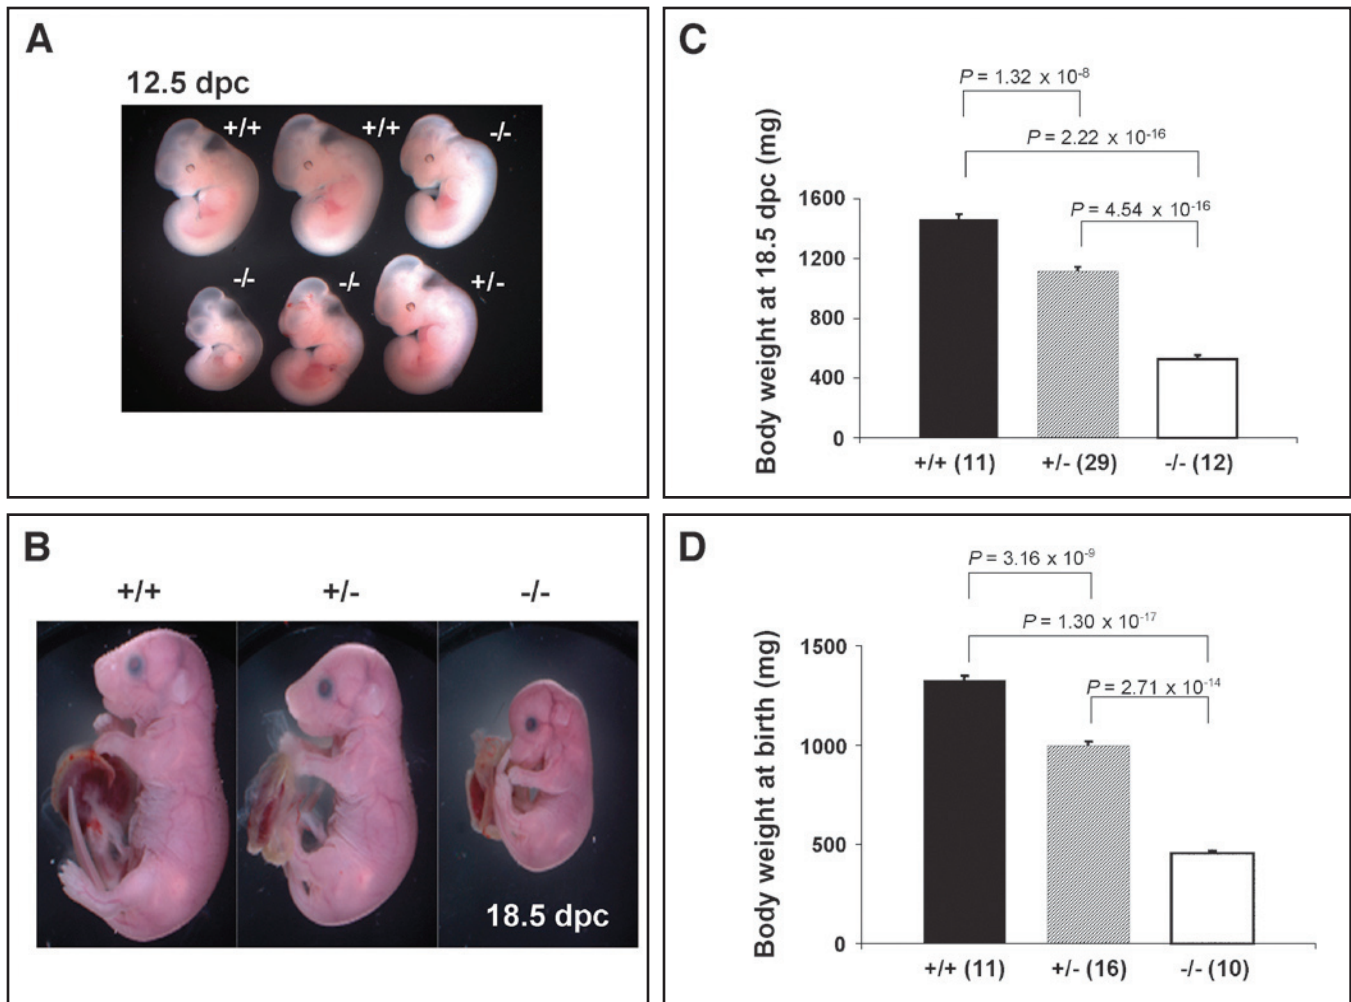 A
12.5 dpc
+/+
+/+
-/-
-/-
-/-
+/-
B
+/+ +/- -/-
18.5 dpc
C
Body weight at 18.5 dpc (mg)
P = 1.32 x 10-8
P = 2.22 x 10-16
P = 4.54 x 10-16
1600
1200
800
400
0
+/+ (11) +/- (29) -/- (12)
D
Body weight at birth (mg)
P = 3.16 x 10-9
P = 1.30 x 10-17
P = 2.71 x 10-14
1500
1000
500
0
+/+ (11) +/- (16) -/- (10)